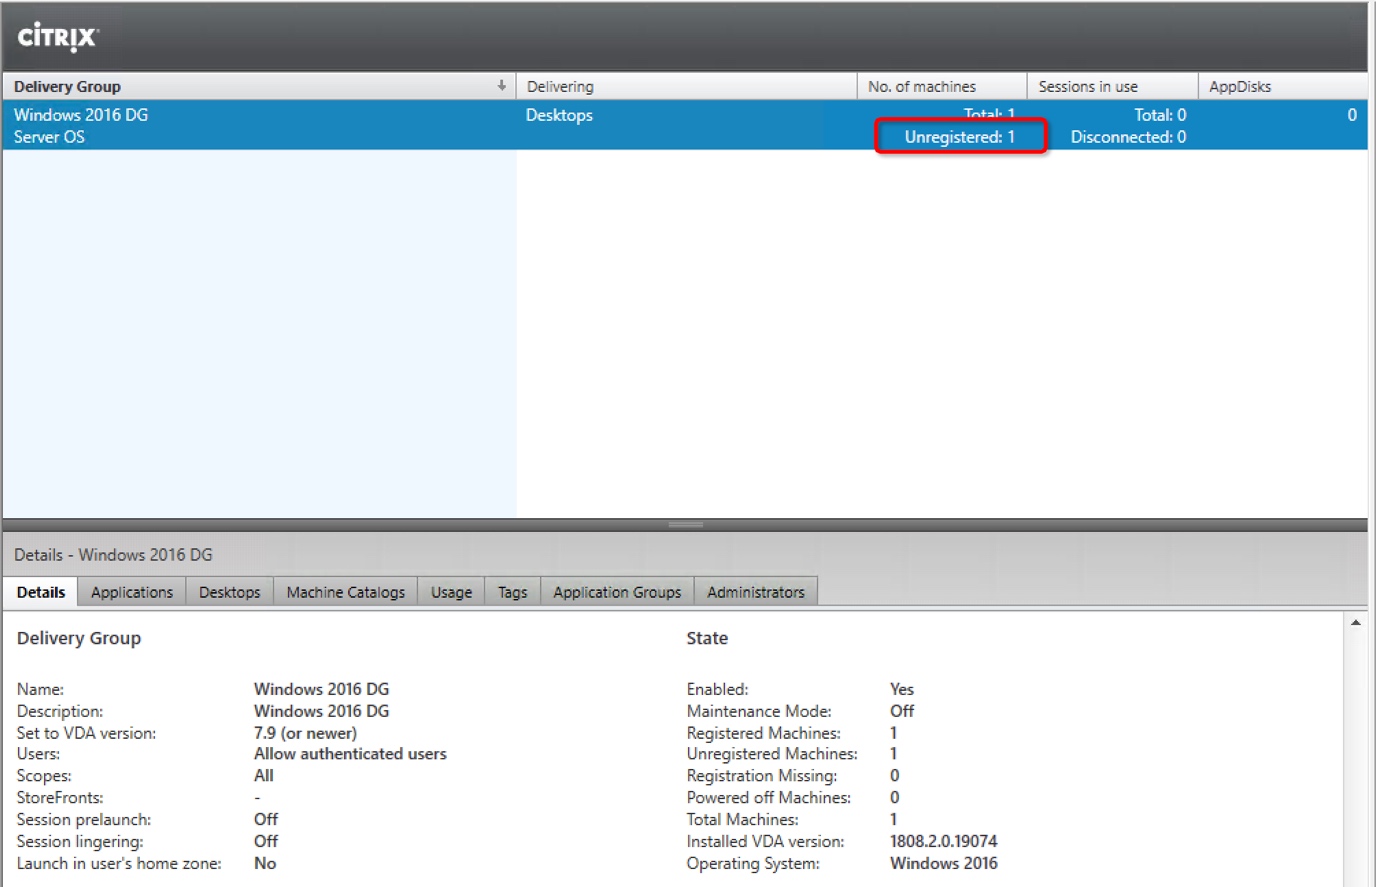 CİTRIX
Delivery Group Delivering No. of machines Sessions in use AppDisks
Windows 2016 DG Desktops Total: 1 Total: 0 0
Server OS Unregistered: 1 Disconnected: 0
Details - Windows 2016 DG
Details Applications Desktops Machine Catalogs Usage Tags Application Groups Administrators
Delivery Group State
Name: Windows 2016 DG Enabled: Yes
Description: Windows 2016 DG Maintenance Mode: Off
Set to VDA version: 7.9 (or newer) Registered Machines: 1
Users: Allow authenticated users Unregistered Machines: 1
Scopes: All Registration Missing: 0
StoreFronts: - Powered off Machines: 0
Session prelaunch: Off Total Machines: 1
Session lingering: Off Installed VDA version: 1808.2.0.19074
Launch in user's home zone: No Operating System: Windows 2016